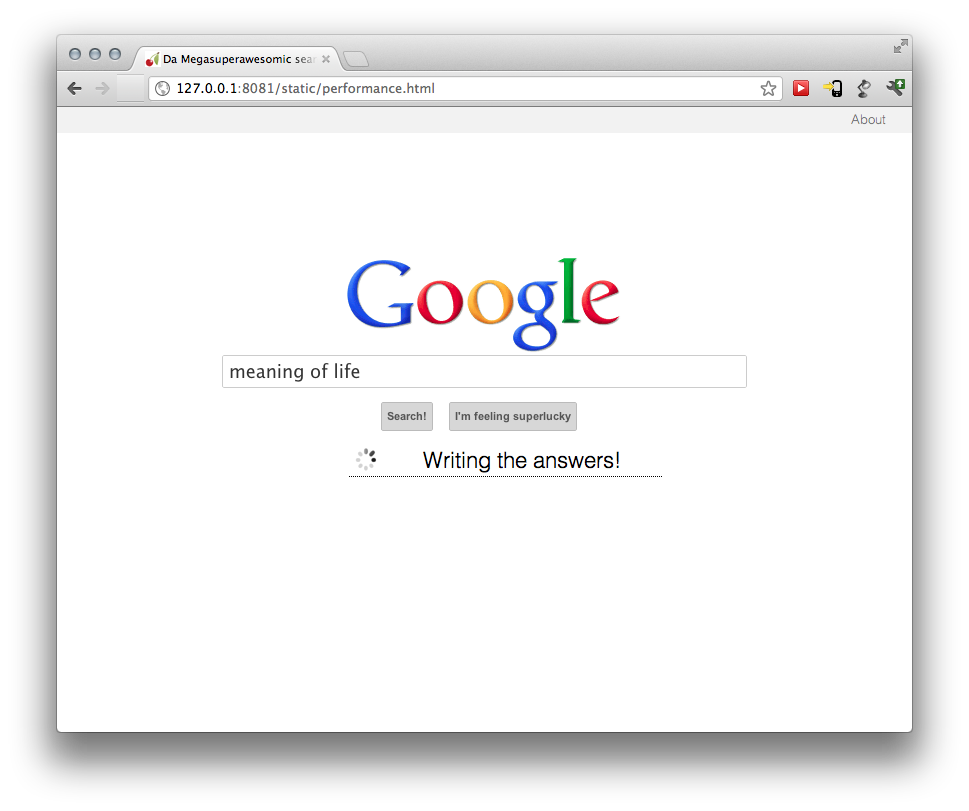 Da Megasuperawesomic sea
127.0.0.1:8081/static/performance.html
About
Google
meaning of life
Search! I'm feeling superlucky
Writing the answers!